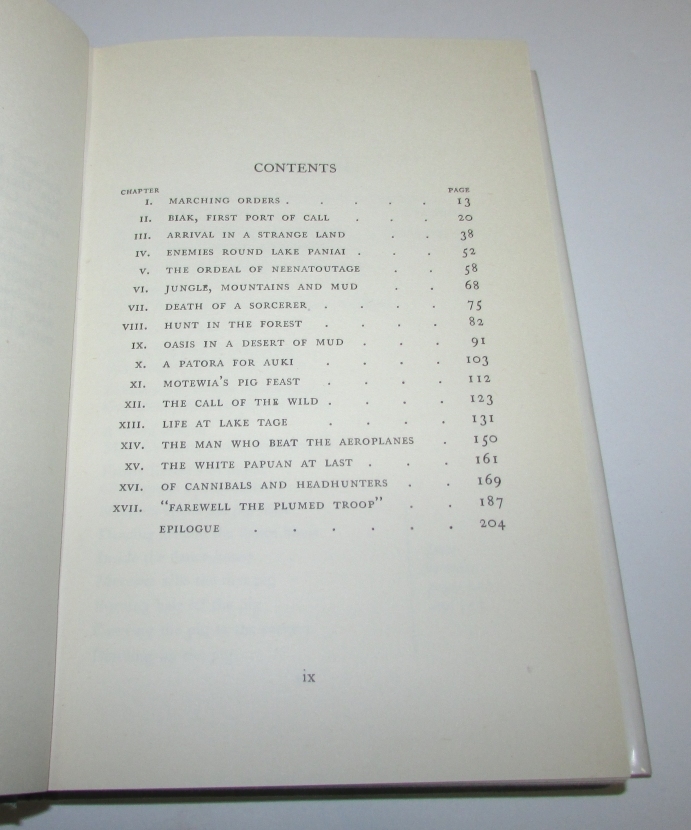 CONTENTS
CHAPTER PAGE
I. MARCHING ORDERS . . . . . 13
II. BIAK, FIRST PORT OF CALL . . . 20
III. ARRIVAL IN A STRANGE LAND . . 38
IV. ENEMIES ROUND LAKE PANIAI . . . 52
V. THE ORDEAL OF NEENATOUTAGE . . 58
VI. JUNGLE, MOUNTAINS AND MUD . . 68
VII. DEATH OF A SORCERER . . . . 75
VIII. HUNT IN THE FOREST . . . . 82
IX. OASIS IN A DESERT OF MUD . . . 91
X. A PATORA FOR AUKI . . . . 103
XI. MOTEWIA'S PIG FEAST . . . . 112
XII. THE CALL OF THE WILD . . . . 123
XIII. LIFE AT LAKE TAGE . . . . 131
XIV. THE MAN WHO BEAT THE AEROPLANES . 150
XV. THE WHITE PAPUAN AT LAST . . . 161
XVI. OF CANNIBALS AND HEADHUNTERS . . 169
XVII. "FAREWELL THE PLUMED TROOP" . . 187
EPILOGUE . . . . . . 204
ix